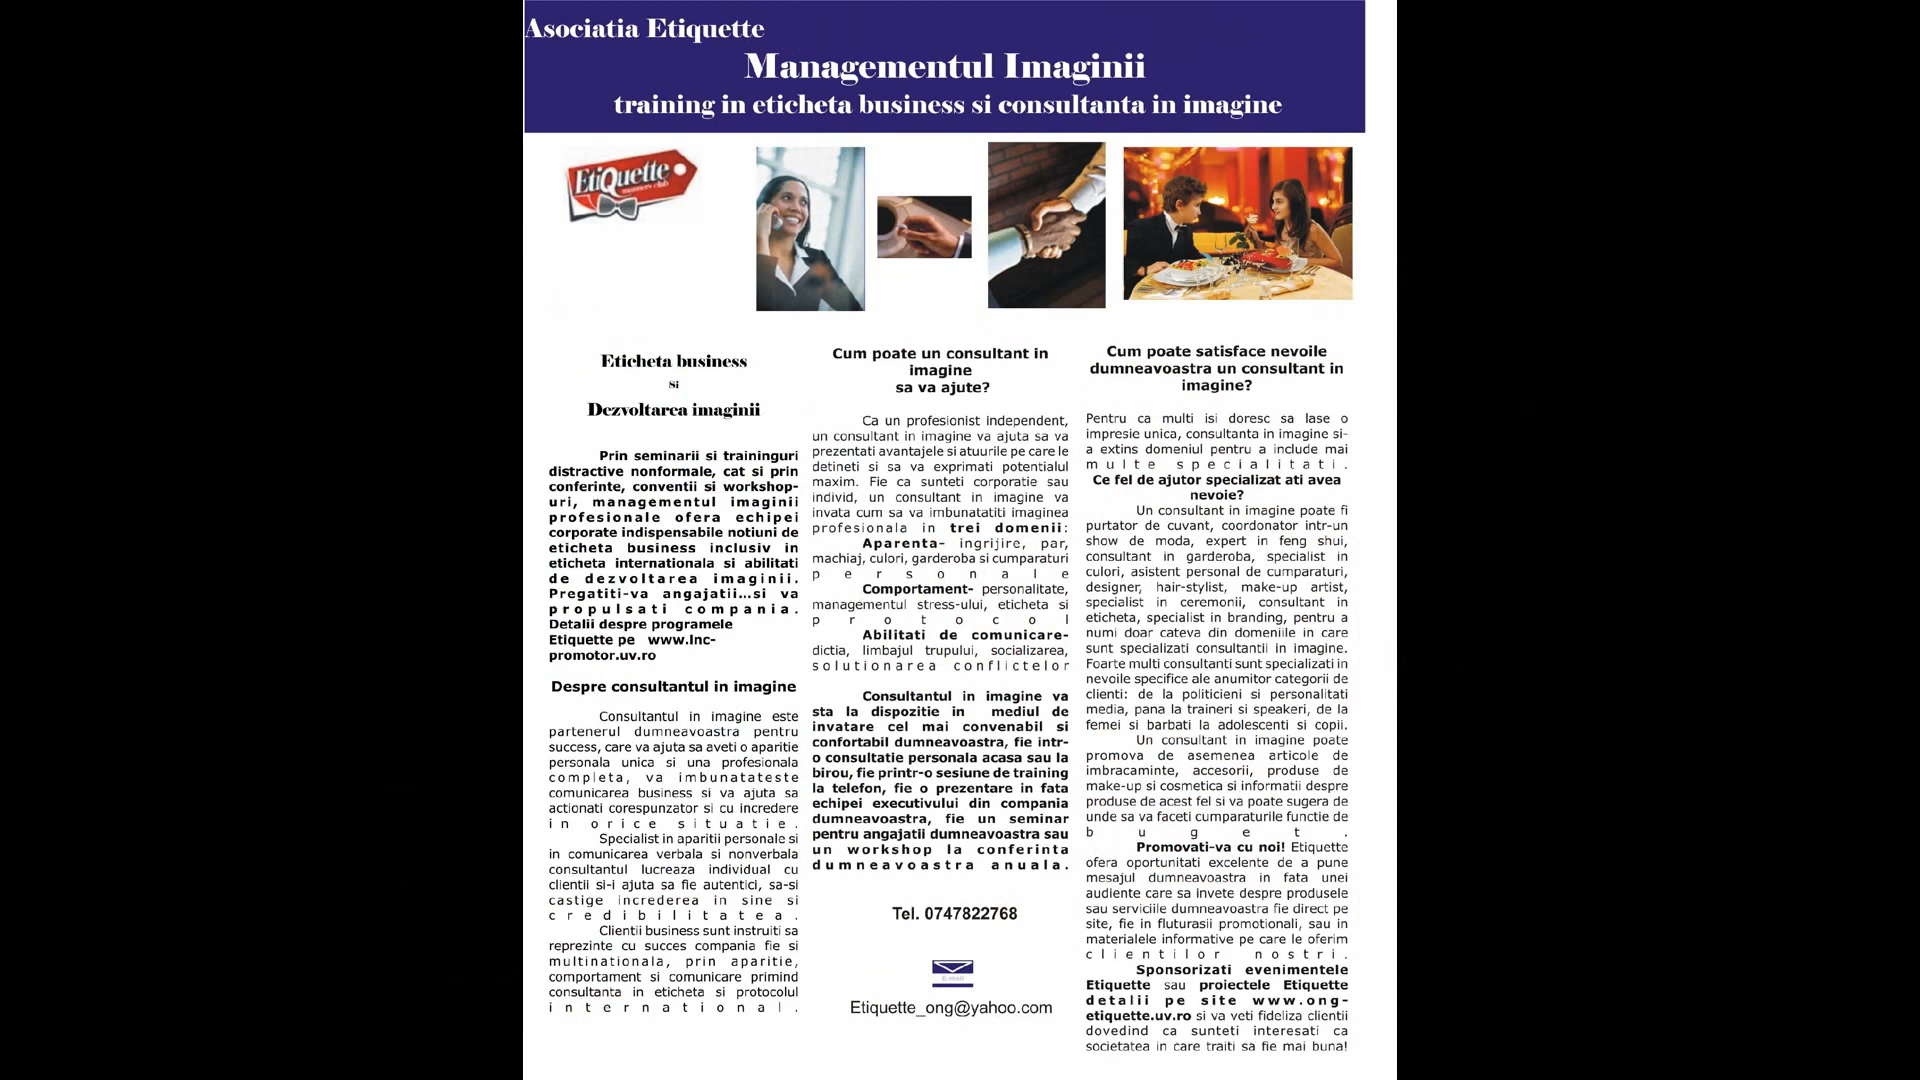 Asociatia Etiquette
Managementul Imaginii
training in eticheta business si consultanta in imagine
EtiQuette
manners club
Eticheta business
si
Dezvoltarea imaginii
Prin seminarii si traininguri
distractive nonformale, cat si prin
conferinte, conventii si workshop-
uri, managementul imaginii
profesionale ofera echipei
corporate indispensabile notiuni de
eticheta business inclusiv in
eticheta internationala si abilitati
de dezvoltarea imaginii.
Pregatiti-va angajatii...si va
propulsati compania.
Detalii despre programele
Etiquette pe www.lnc-
promotor.uv.ro
Despre consultantul in imagine
Consultantul in imagine este
partenerul dumneavoastra pentru
success, care va ajuta sa aveti o aparitie
personala unica si una profesionala
completa, va imbunatateste
comunicarea business si va ajuta sa
actionati corespunzator si cu incredere
in orice situatie.
Specialist in aparitii personale si
in comunicarea verbala si nonverbala
consultantul lucreaza individual cu
clientii si-i ajuta sa fie autentici, sa-si
castige increderea in sine si
credibilitatea.
Clientii business sunt instruiti sa
reprezinte cu succes compania fie si
multinationala, prin aparitie,
comportament si comunicare primind
consultanta in eticheta si protocolul
international.
Cum poate un consultant in
imagine
sa va ajute?
Ca un profesionist independent,
un consultant in imagine va ajuta sa va
prezentati avantajele si atuurile pe care le
detineti si sa va exprimati potentialul
maxim. Fie ca sunteti corporatie sau
individ, un consultant in imagine va
invata cum sa va imbunatatiti imaginea
profesionala in trei domenii:
Aparenta- ingrijire, par,
machiaj, culori, garderoba si cumparaturi
personale
Comportament- personalitate,
managementul stress-ului, eticheta si
protocol
Abilitati de comunicare-
dictia, limbajul trupului, socializarea,
solutionarea conflictelor
Consultantul in imagine va
sta la dispozitie in mediul de
invatare cel mai convenabil si
confortabil dumneavoastra, fie intr-
o consultatie personala acasa sau la
birou, fie printr-o sesiune de training
la telefon, fie o prezentare in fata
echipei executivului din compania
dumneavoastra, fie un seminar
pentru angajatii dumneavoastra sau
un workshop la conferinta
dumneavoastra anuala.
Tel. 0747822768
E-mail
Etiquette_ong@yahoo.com
Cum poate satisface nevoile
dumneavoastra un consultant in
imagine?
Pentru ca multi isi doresc sa lase o
impresie unica, consultanta in imagine si-
a extins domeniul pentru a include mai
multe specialitati.
Ce fel de ajutor specializat ati avea
nevoie?
Un consultant in imagine poate fi
purtator de cuvant, coordonator intr-un
show de moda, expert in feng shui,
consultant in garderoba, specialist in
culori, asistent personal de cumparaturi,
designer, hair-stylist, make-up artist,
specialist in ceremonii, consultant in
eticheta, specialist in branding, pentru a
numi doar cateva din domeniile in care
sunt specializati consultantii in imagine.
Foarte multi consultanti sunt specializati in
nevoile specifice ale anumitor categorii de
clienti: de la politicieni si personalitati
media, pana la traineri si speakeri, de la
femei si barbati la adolescenti si copii.
Un consultant in imagine poate
promova de asemenea articole de
imbracaminte, accesorii, produse de
make-up si cosmetica si informatii despre
produse de acest fel si va poate sugera de
unde sa va faceti cumparaturile functie de
buget.
Promovati-va cu noi! Etiquette
ofera oportunitati excelente de a pune
mesajul dumneavoastra in fata unei
audiente care sa invete despre produsele
sau serviciile dumneavoastra fie direct pe
site, fie in fluturasii promotionali, sau in
materialele informative pe care le oferim
clientilor nostri.
Sponsorizati evenimentele
Etiquette sau proiectele Etiquette
detalii pe site www.ong-
etiquette.uv.ro si va veti fideliza clientii
dovedind ca sunteti interesati ca
societatea in care traiti sa fie mai buna!